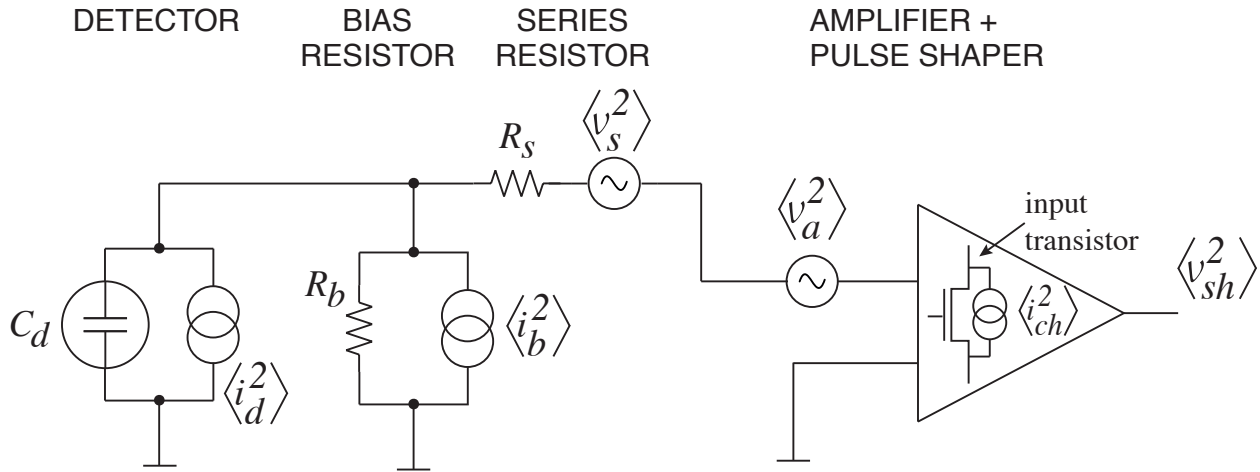 DETECTOR
BIAS
RESISTOR
SERIES
RESISTOR
AMPLIFIER +
PULSE SHAPER
R_s
⟨v_s^2⟩
⟨v_a^2⟩
input
transistor
⟨v_sh^2⟩
C_d
⟨i_d^2⟩
R_b
⟨i_b^2⟩
⟨i_ch^2⟩